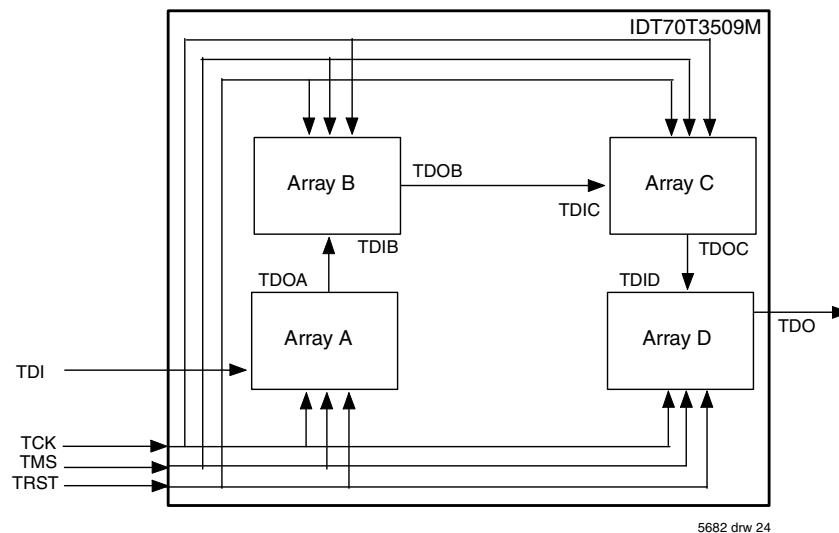 IDT70T3509M
Array B
TDOB
Array C
TDIC
TDIB
TDOC
TDOA
TDID
Array A
Array D
TDO
TDI
TCK
TMS
TRST
5682 drw 24